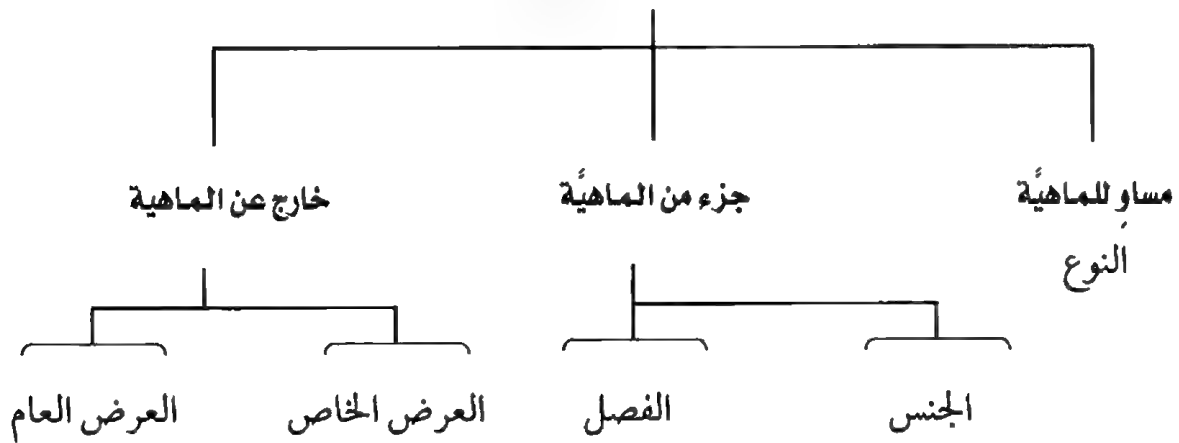 مساوٍ للماهيَّة جزء من الماهيَّة خارج عن الماهية
النوع
الجنس الفصل العرض الخاص العرض العام